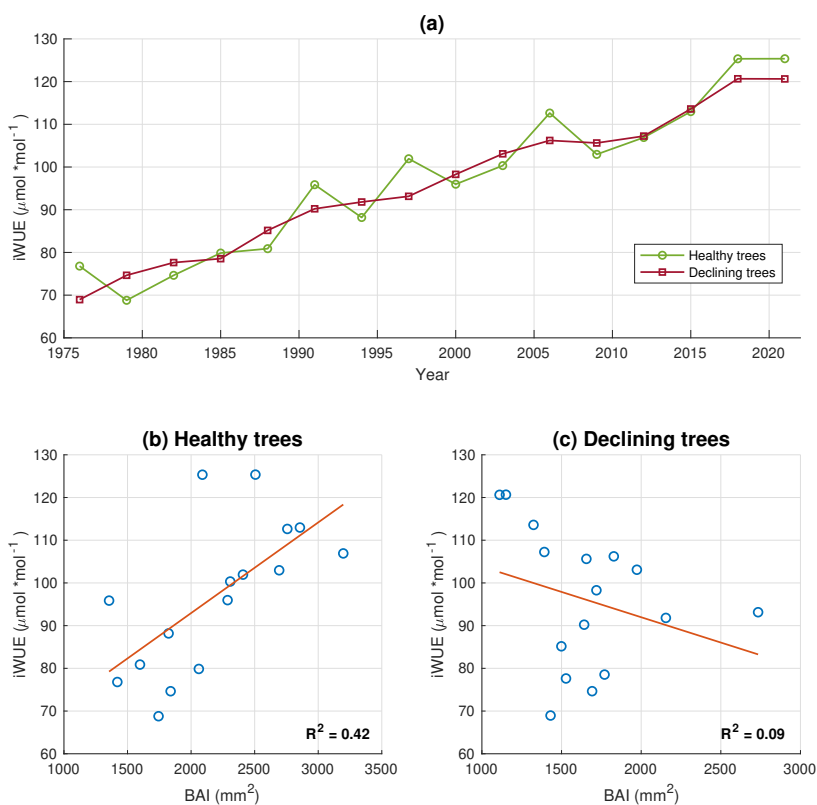 (a)
130
120
110
100
90
80
70
60
iWUE (μmol *mol⁻¹ )
1975 1980 1985 1990 1995 2000 2005 2010 2015 2020
Year
Healthy trees
Declining trees
(b) Healthy trees
130
120
110
100
90
80
70
60
iWUE (μmol *mol⁻¹ )
R² = 0.42
1000 1500 2000 2500 3000 3500
BAI (mm²)
(c) Declining trees
130
120
110
100
90
80
70
60
iWUE (μmol *mol⁻¹ )
R² = 0.09
1000 1500 2000 2500 3000
BAI (mm²)